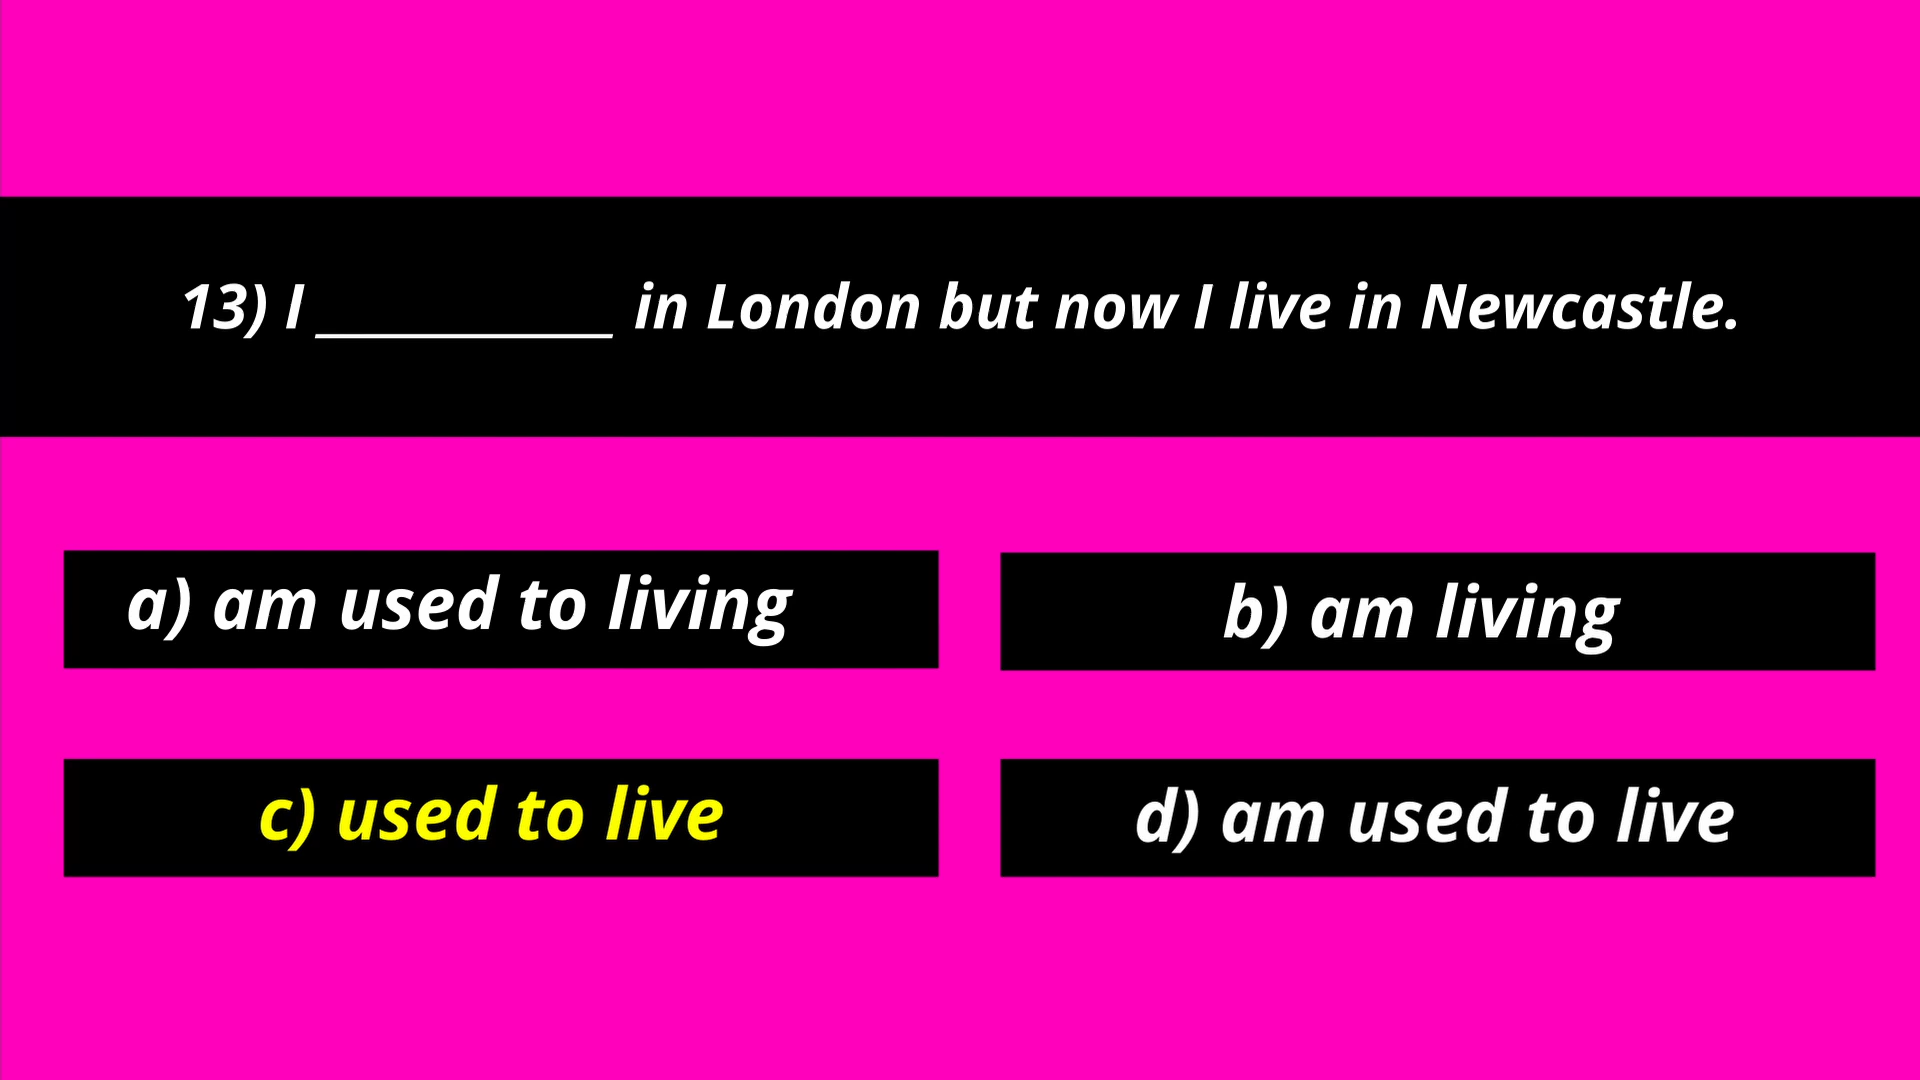 13) I ___________ in London but now I live in Newcastle.
a) am used to living
b) am living
c) used to live
d) am used to live